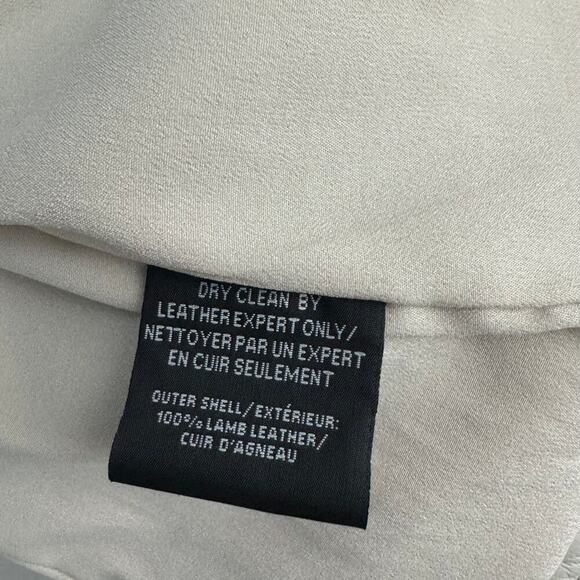 DRY CLEAN BY
LEATHER EXPERT ONLY/
NETTOYER PAR UN EXPERT
EN CUIR SEULEMENT
OUTER SHELL/EXTÉRIEUR:
100% LAMB LEATHER/
CUIR D'AGNEAU